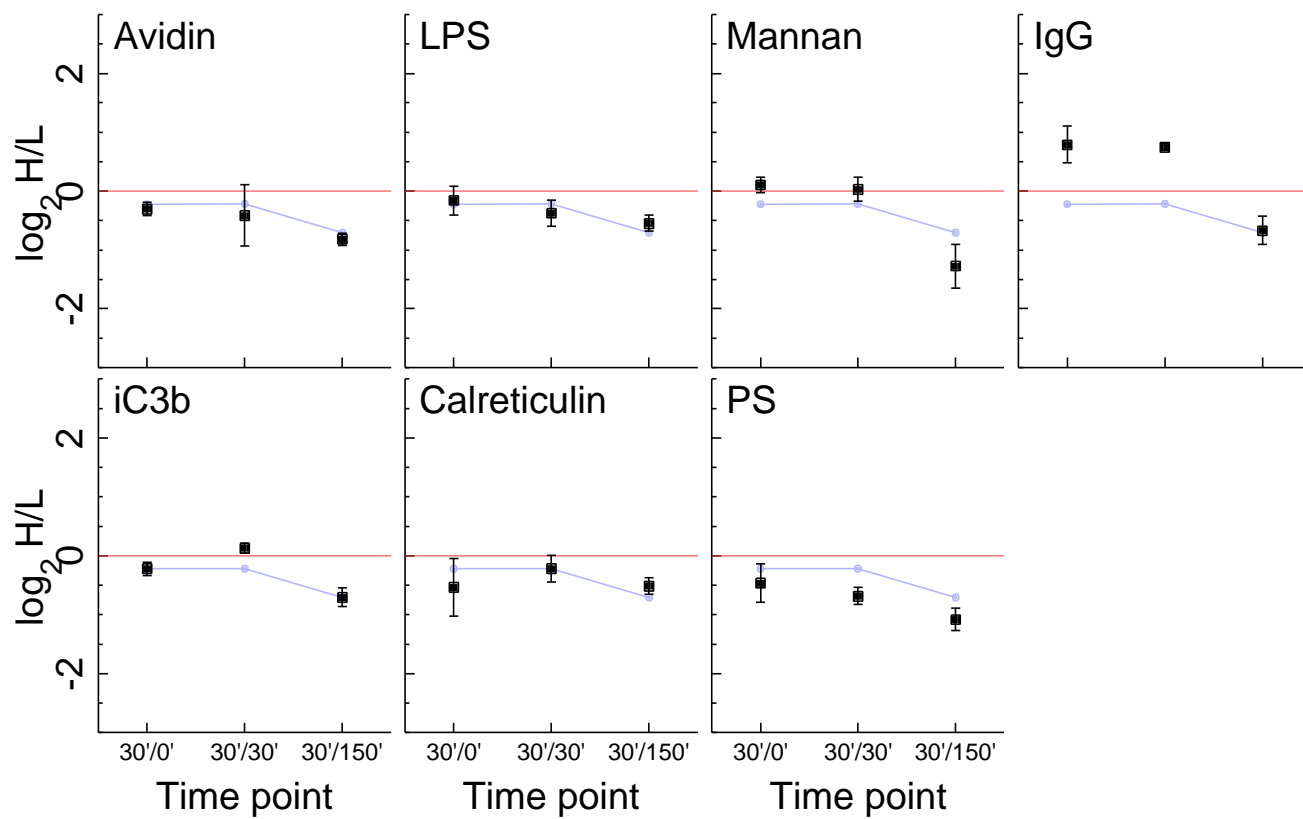 Avidin LPS Mannan IgG
2
0
-2
log2 H/L
iC3b Calreticulin PS
2
0
-2
log2 H/L
30'/0' 30'/30' 30'/150' 30'/0' 30'/30' 30'/150' 30'/0' 30'/30' 30'/150'
Time point Time point Time point